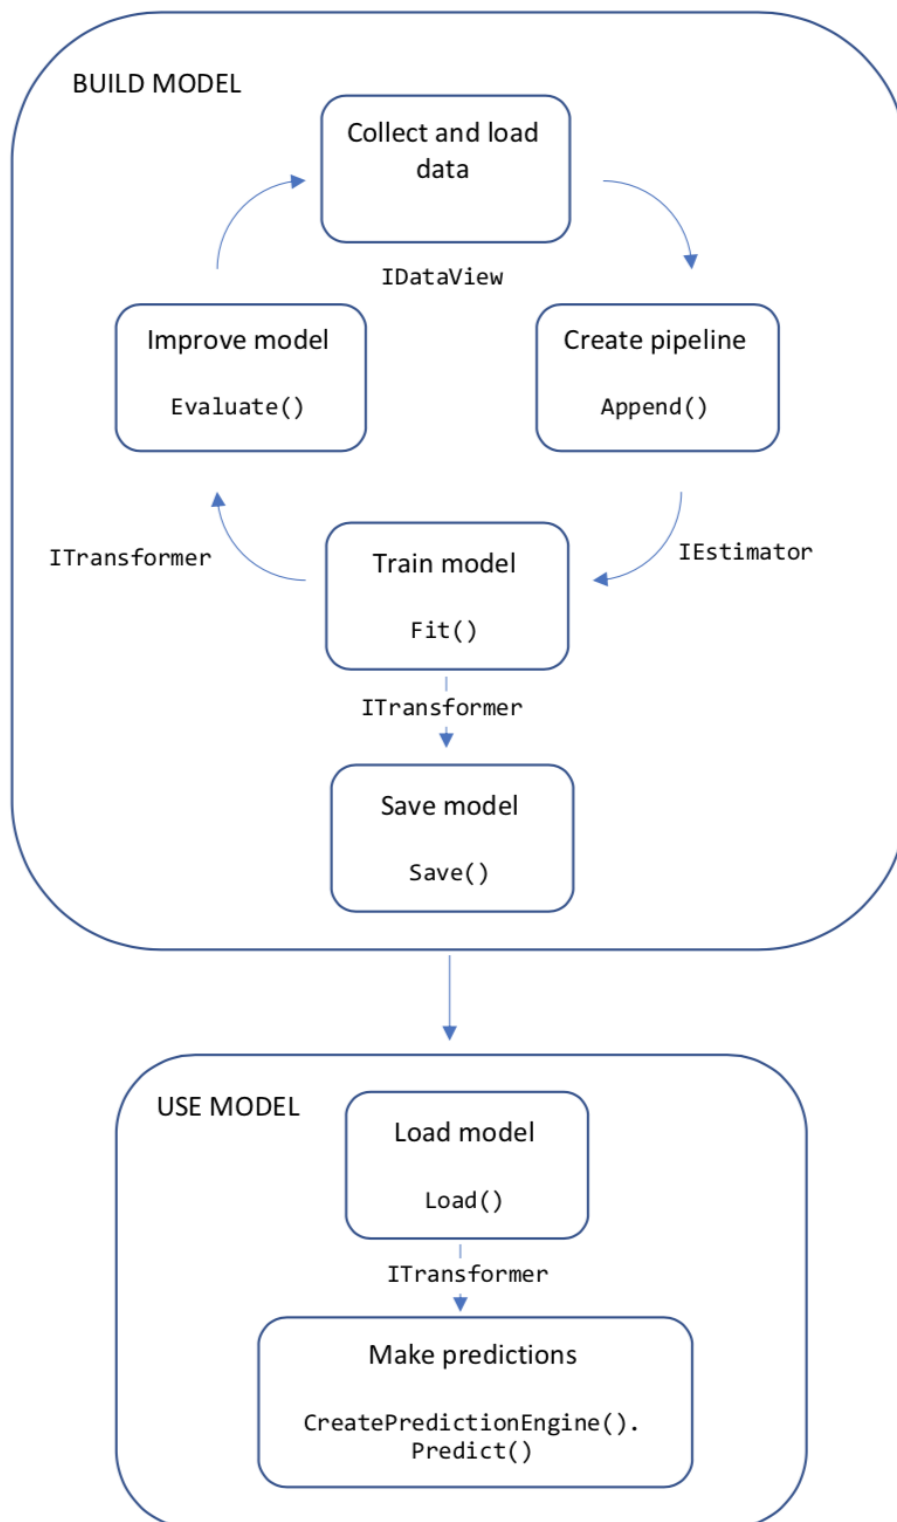 BUILD MODEL
Collect and load
data
IDataView
Improve model
Evaluate()
Create pipeline
Append()
ITransformer
IEstimator
Train model
Fit()
ITransformer
Save model
Save()
USE MODEL
Load model
Load()
ITransformer
Make predictions
CreatePredictionEngine().
Predict()